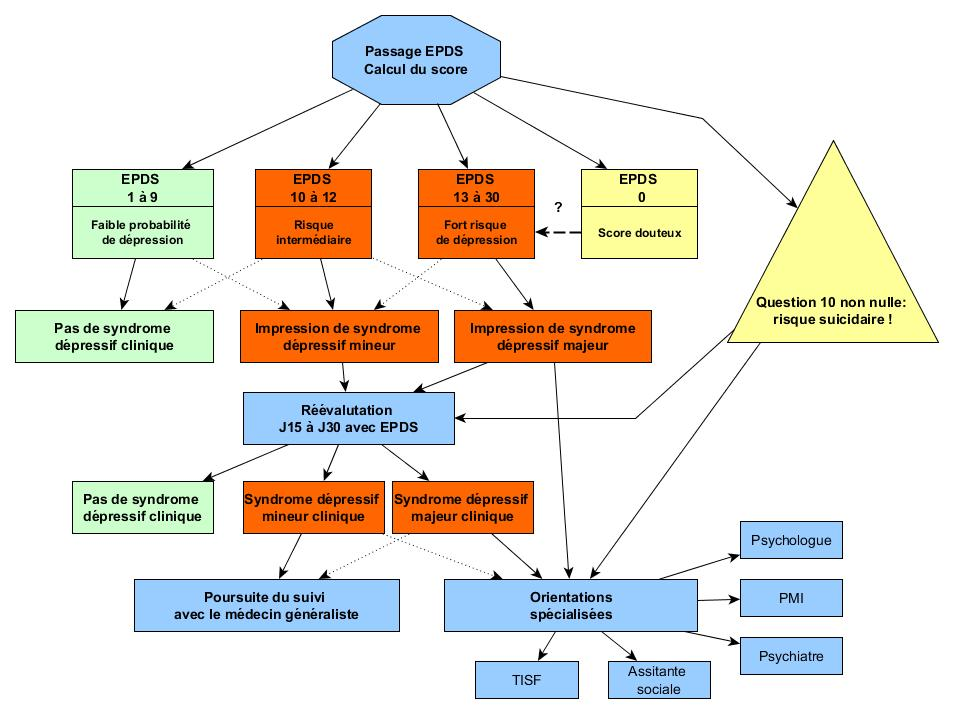 Passage EPDS
Calcul du score
EPDS
1 à 9
Faible probabilité
de dépression
EPDS
10 à 12
Risque
intermédiaire
EPDS
13 à 30
Fort risque
de dépression
?
EPDS
0
Score douteux
Question 10 non nulle:
risque suicidaire !
Pas de syndrome
dépressif clinique
Impression de syndrome
dépressif mineur
Impression de syndrome
dépressif majeur
Réévalutation
J15 à J30 avec EPDS
Pas de syndrome
dépressif clinique
Syndrome dépressif
mineur clinique
Syndrome dépressif
majeur clinique
Poursuite du suivi
avec le médecin généraliste
Orientations
spécialisées
Psychologue
PMI
Psychiatre
TISF
Assitante
sociale